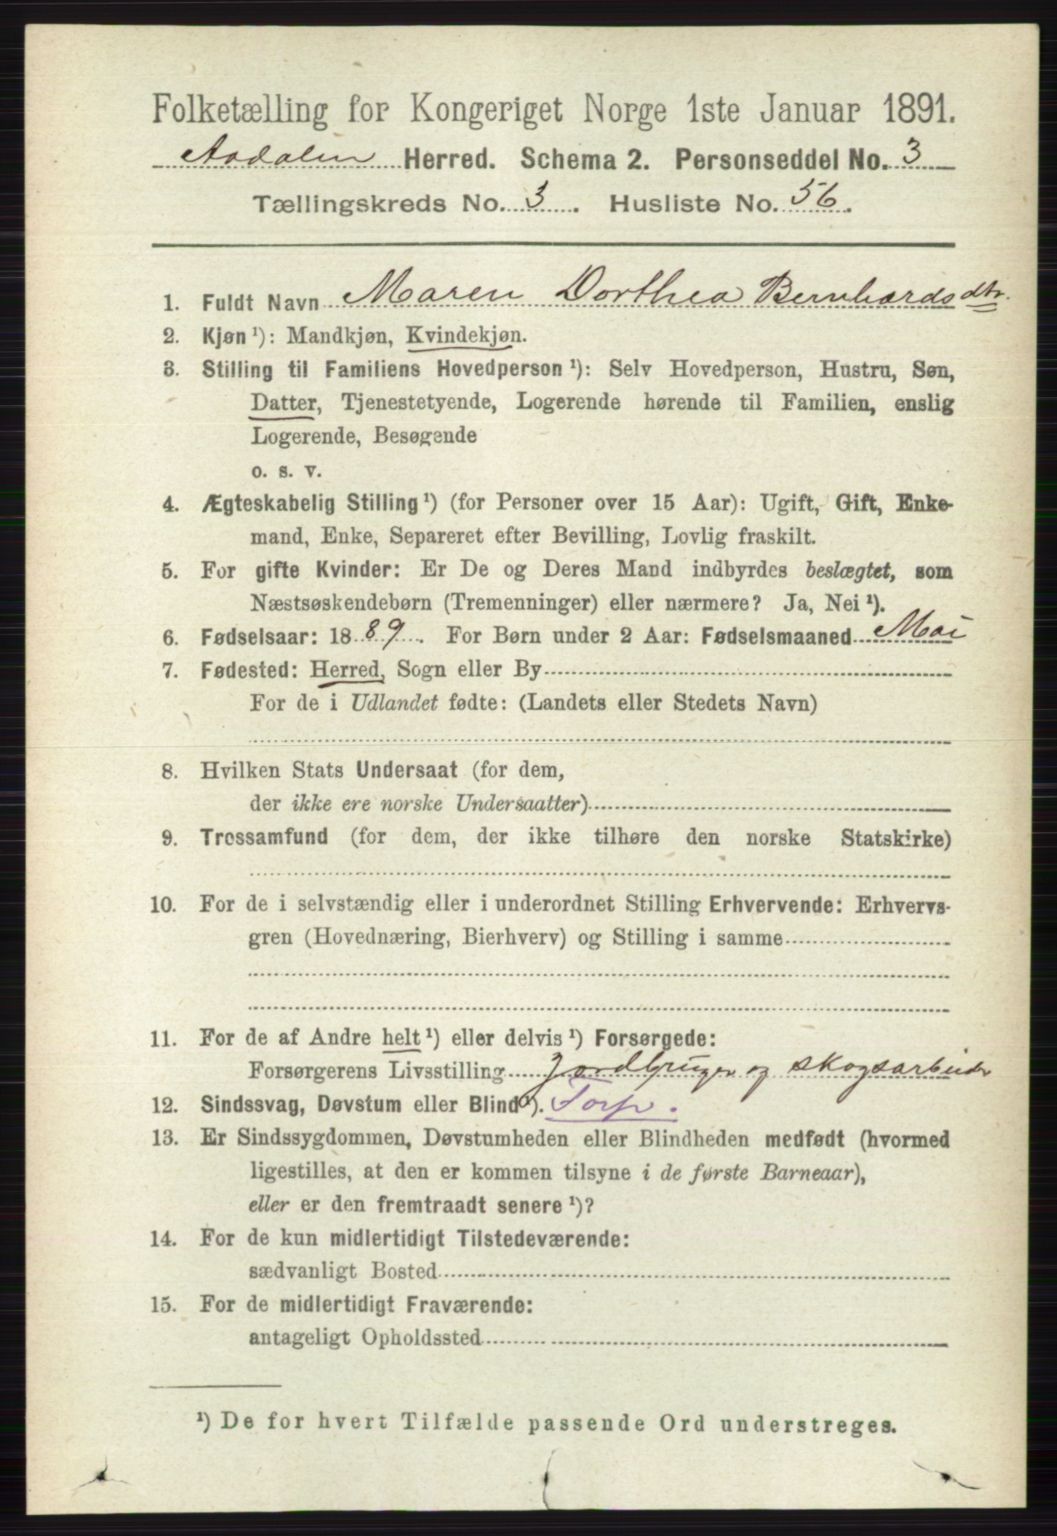 Folketælling for Kongeriget Norge 1ste Januar 1891.
Aadalen Herred. Schema 2. Personseddel No. 3
Tællingskreds No. 3. Husliste No. 56.
1. Fuldt Navn Maren Dorthea Bernhardsdtr.
2. Kjøn ¹): Mandkjøn, Kvindekjøn.
3. Stilling til Familiens Hovedperson ¹): Selv Hovedperson, Hustru, Søn,
Datter, Tjenestetyende, Logerende hørende til Familien, enslig
Logerende, Besøgende
o. s. v.
4. Ægteskabelig Stilling ¹) (for Personer over 15 Aar): Ugift, Gift, Enke-
mand, Enke, Separeret efter Bevilling, Lovlig fraskilt.
5. For gifte Kvinder: Er De og Deres Mand indbyrdes beslægtet, som
Næstsøskendebørn (Tremenninger) eller nærmere? Ja, Nei ¹).
6. Fødselsaar: 1889. For Børn under 2 Aar: Fødselsmaaned Mai
7. Fødested: Herred, Sogn eller By
For de i Udlandet fødte: (Landets eller Stedets Navn)
8. Hvilken Stats Undersaat (for dem,
der ikke ere norske Undersaatter)
9. Trossamfund (for dem, der ikke tilhøre den norske Statskirke)
10. For de i selvstændig eller i underordnet Stilling Erhvervende: Erhvervs-
gren (Hovednæring, Bierhverv) og Stilling i samme
11. For de af Andre helt ¹) eller delvis ¹) Forsørgede:
Forsørgerens Livsstilling Jordbruger og skogsarbeider
12. Sindssvag, Døvstum eller Blind ¹). Torp.
13. Er Sindssygdommen, Døvstumheden eller Blindheden medfødt (hvormed
ligestilles, at den er kommen tilsyne i de første Barneaar),
eller er den fremtraadt senere ¹)?
14. For de kun midlertidigt Tilstedeværende:
sædvanligt Bosted
15. For de midlertidigt Fraværende:
antageligt Opholdssted
¹) De for hvert Tilfælde passende Ord understreges.